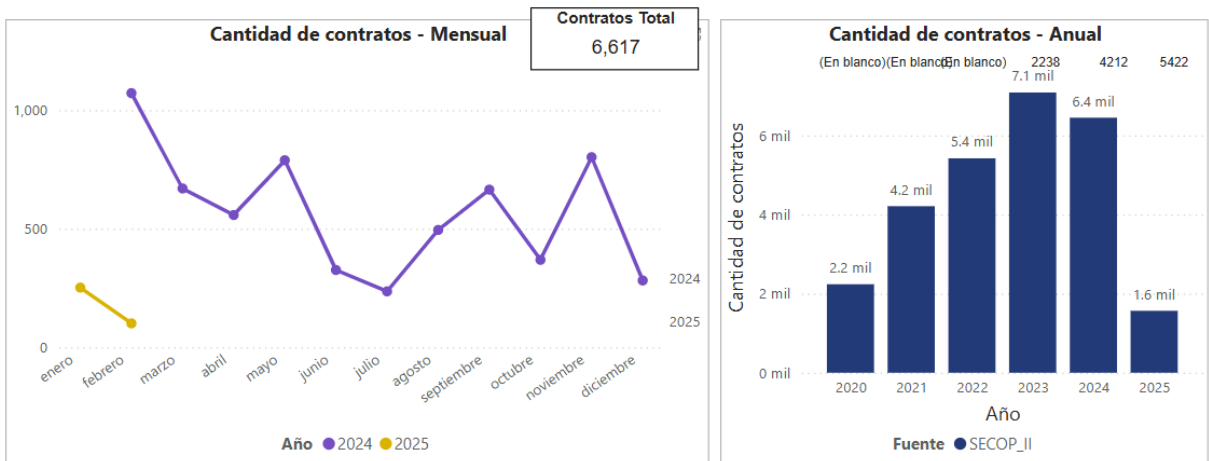 Cantidad de contratos - Mensual
Contratos Total
6,617
1,000
500
0
2024
2025
enero
febrero
marzo
abril
mayo
junio
julio
agosto
septiembre
octubre
noviembre
diciembre
Año 2024 2025
Cantidad de contratos - Anual
(En blanco) (En blanco) (En blanco) 2238 4212 5422
Cantidad de contratos
6 mil
4 mil
2 mil
0 mil
2.2 mil
4.2 mil
5.4 mil
7.1 mil
6.4 mil
1.6 mil
2020 2021 2022 2023 2024 2025
Año
Fuente SECOP_II